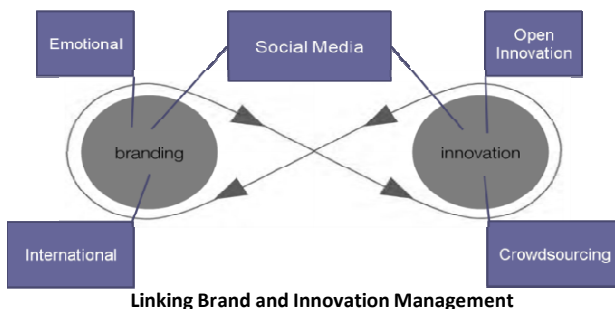 Emotional
Social Media
Open
Innovation
branding
innovation
International
Crowdsourcing
Linking Brand and Innovation Management